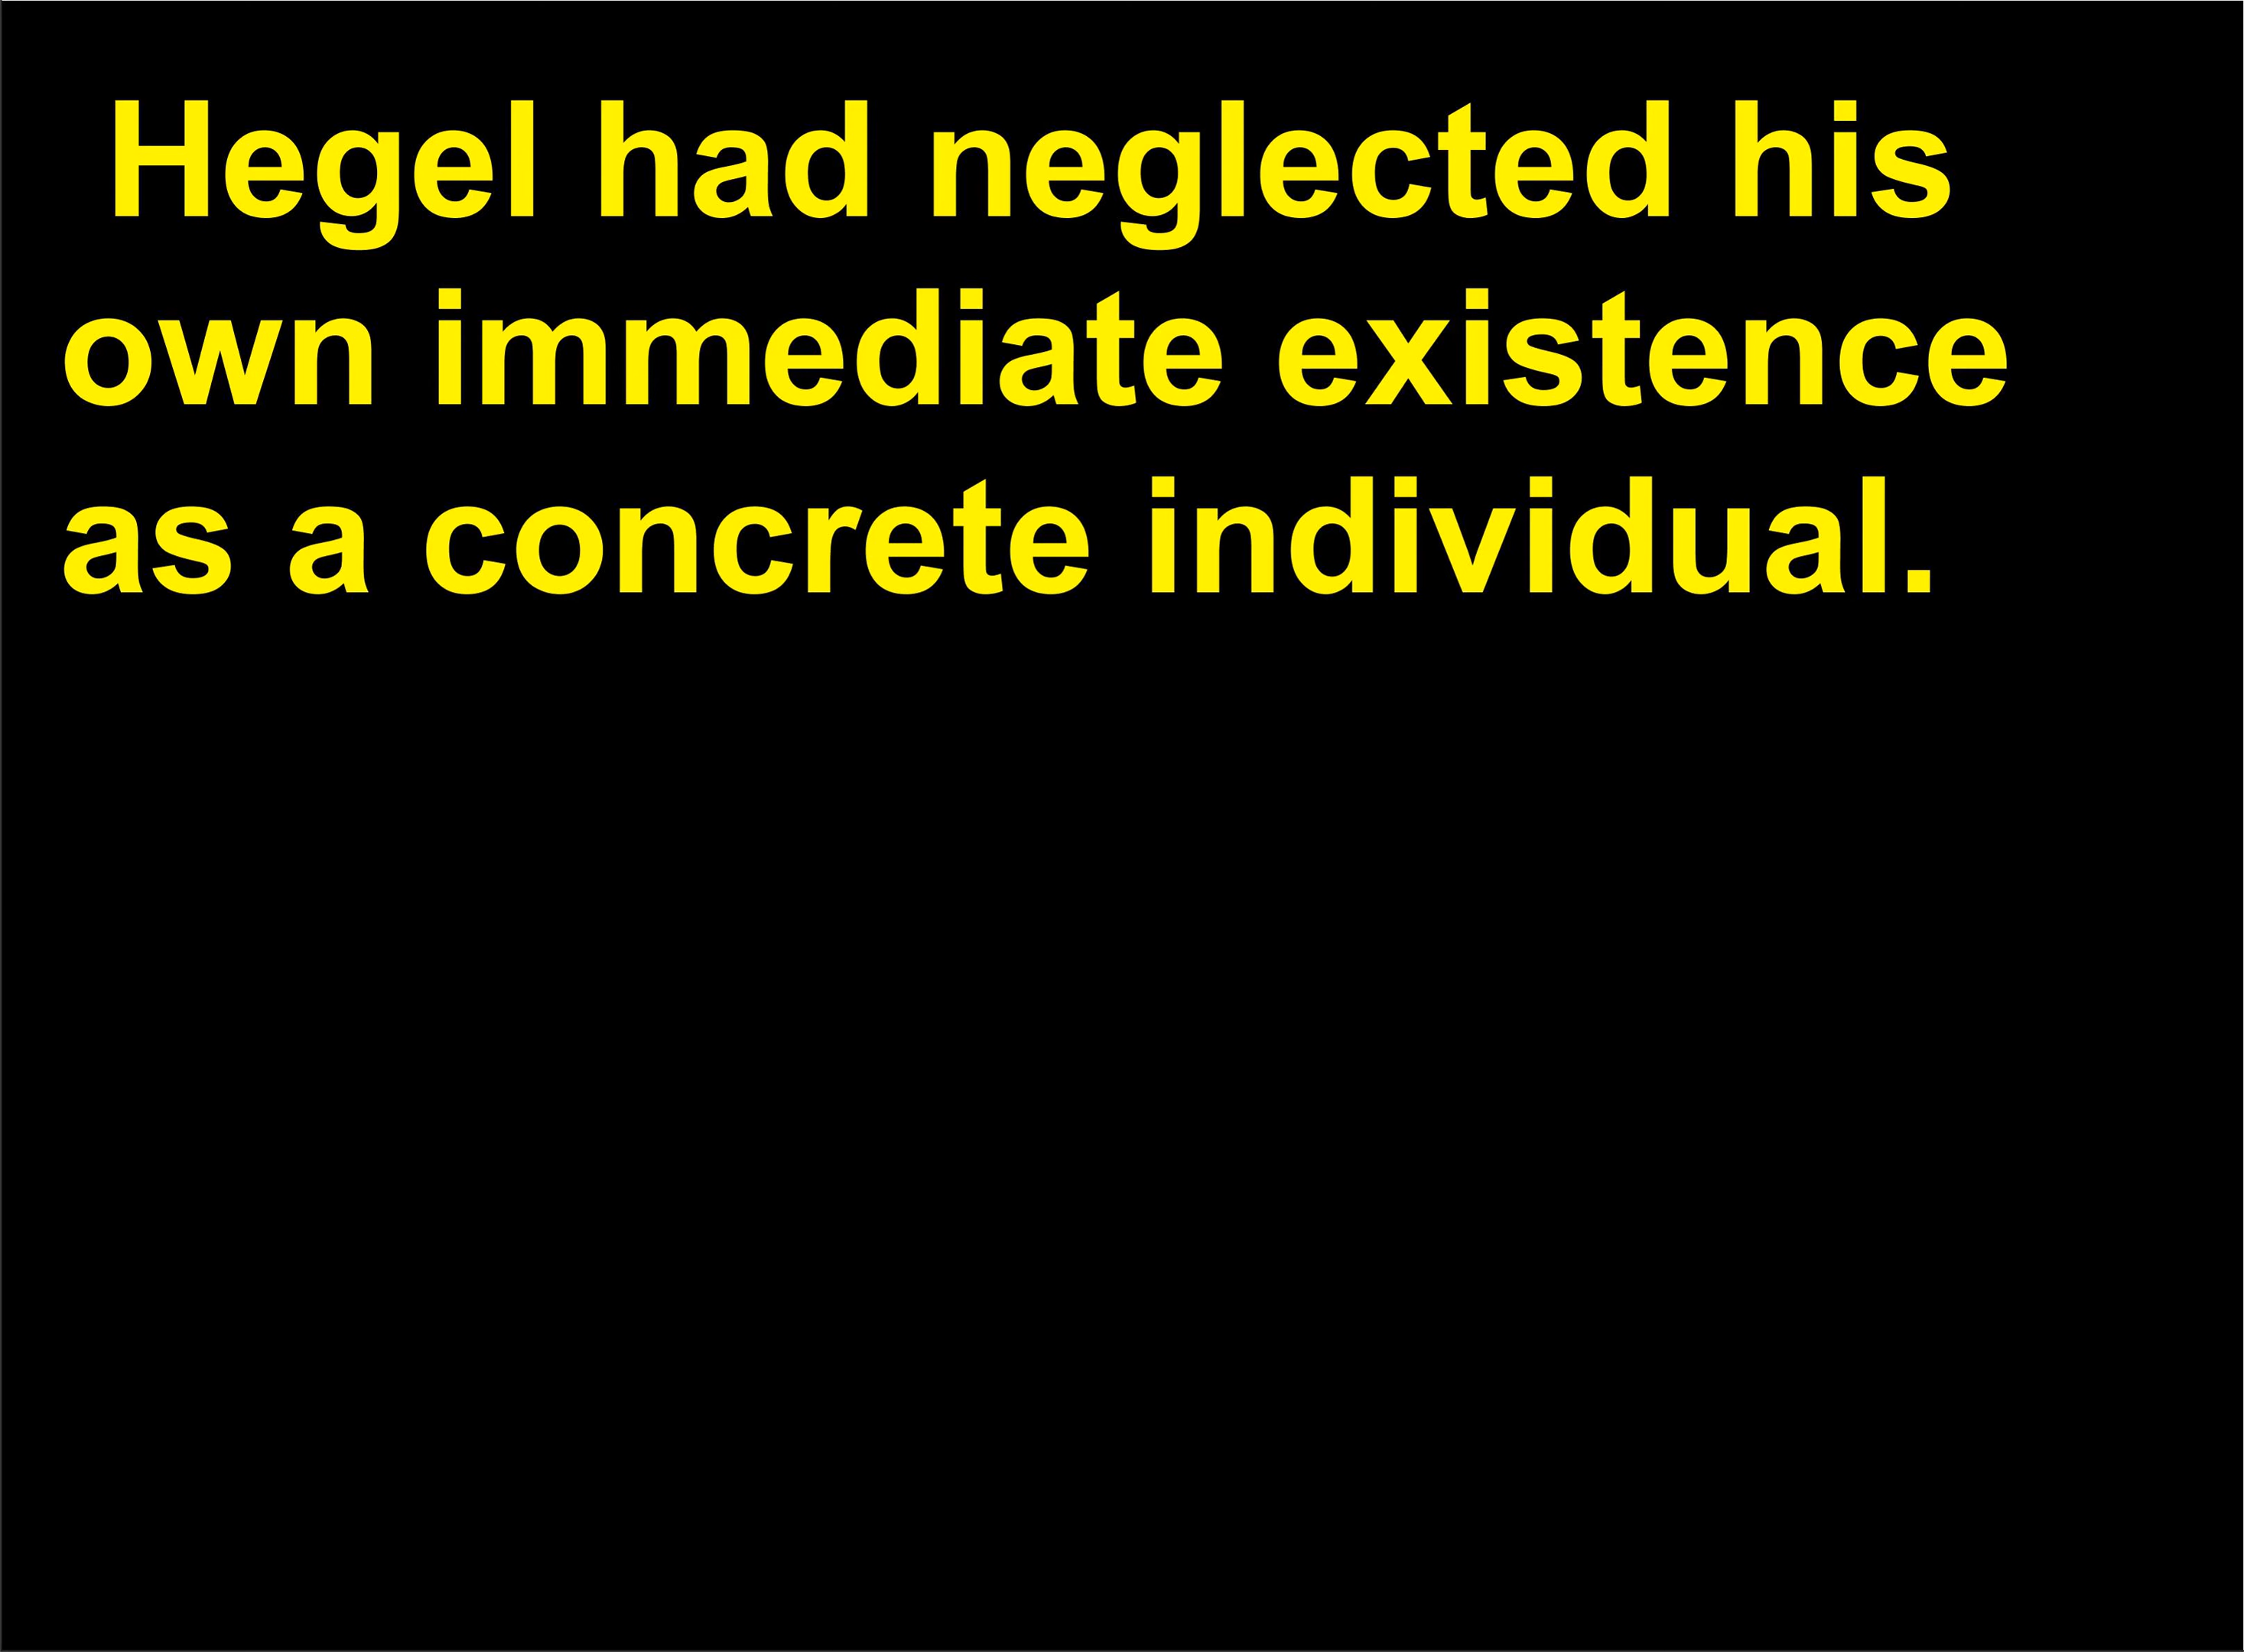 Hegel had neglected his
own immediate existence
as a concrete individual.